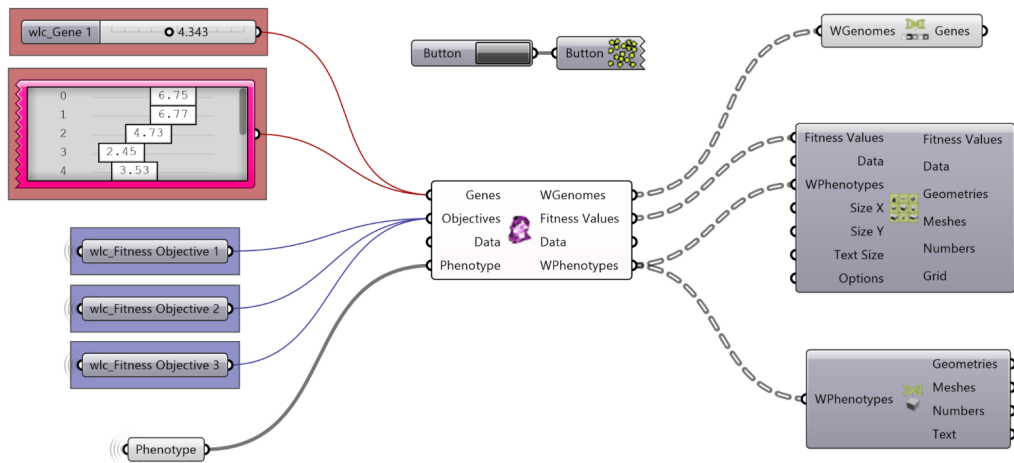 wlc_Gene 1
4.343
0 6.75
1 6.77
2 4.73
3 2.45
4 3.53
wlc_Fitness Objective 1
wlc_Fitness Objective 2
wlc_Fitness Objective 3
Phenotype
Button
Button
Genes WGenomes
Objectives Fitness Values
Data Data
Phenotype WPhenotypes
WGenomes Genes
Fitness Values Fitness Values
Data Data
WPhenotypes Geometries
Size X Meshes
Size Y Numbers
Text Size Grid
Options
WPhenotypes
Geometries
Meshes
Numbers
Text